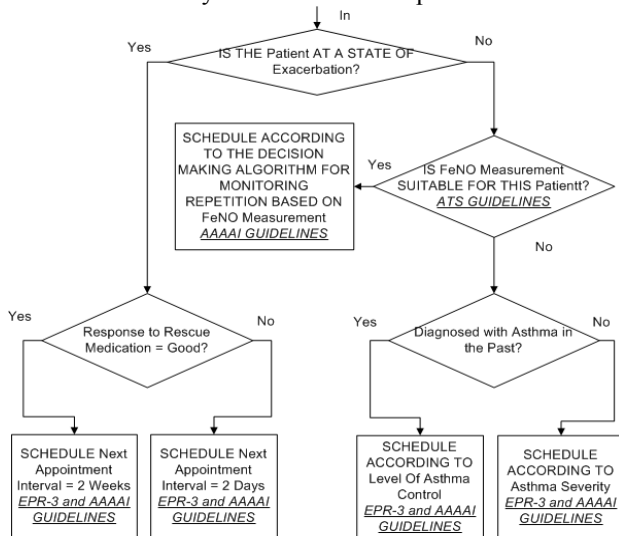 In
IS THE Patient AT A STATE OF
Exacerbation?
Yes
No
SCHEDULE ACCORDING
TO THE DECISION
MAKING ALGORITHM FOR
MONITORING
REPETITION BASED ON
FeNO Measurement
AAAAI GUIDELINES
Yes
IS FeNO Measurement
SUITABLE FOR THIS Patientt?
ATS GUIDELINES
No
Yes
Response to Rescue
Medication = Good?
No
Yes
Diagnosed with Asthma in
the Past?
No
SCHEDULE Next
Appointment
Interval = 2 Weeks
EPR-3 and AAAAI
GUIDELINES
SCHEDULE Next
Appointment
Interval = 2 Days
EPR-3 and AAAAI
GUIDELINES
SCHEDULE
ACCORDING TO
Level Of Asthma
Control
EPR-3 and AAAAI
GUIDELINES
SCHEDULE
ACCORDING TO
Asthma Severity
EPR-3 and AAAAI
GUIDELINES